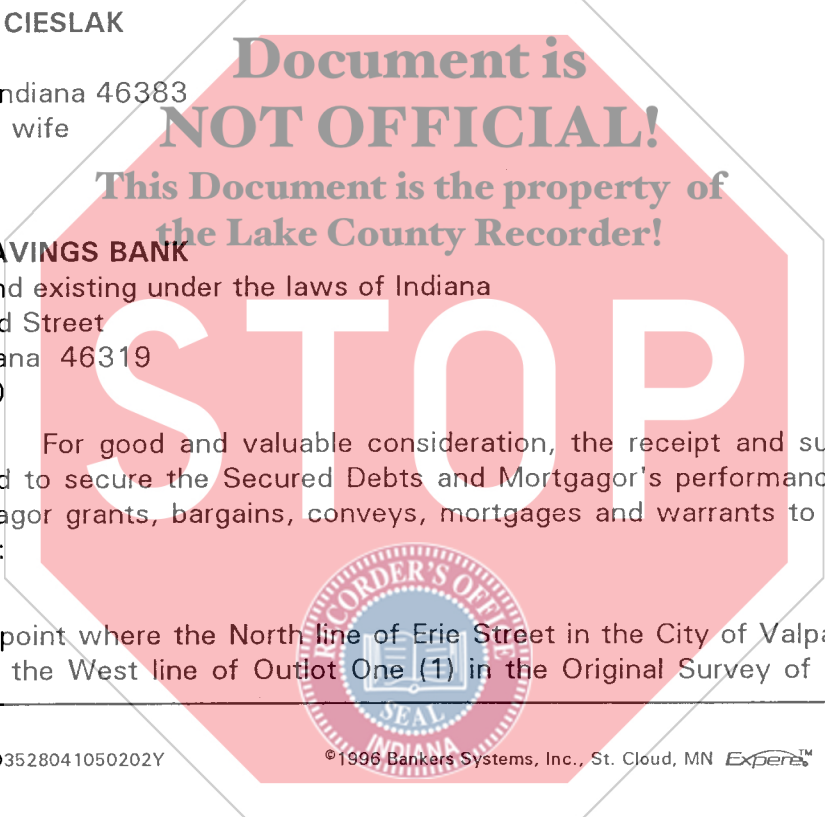 CIESLAK
Document is
ndiana 46383
wife
NOT OFFICIAL!
This Document is the property of
the Lake County Recorder!
AVINGS BANK
nd existing under the laws of Indiana
d Street
ana 46319
)
STOP
For good and valuable consideration, the receipt and su
d to secure the Secured Debts and Mortgagor's performanc
agor grants, bargains, conveys, mortgages and warrants to
:
RECORDER'S OFFICE
point where the North line of Erie Street in the City of Valpa
the West line of Outlot One (1) in the Original Survey of
SEAL
INDIANA
03528041050202Y
©1996 Bankers Systems, Inc., St. Cloud, MN Expere™